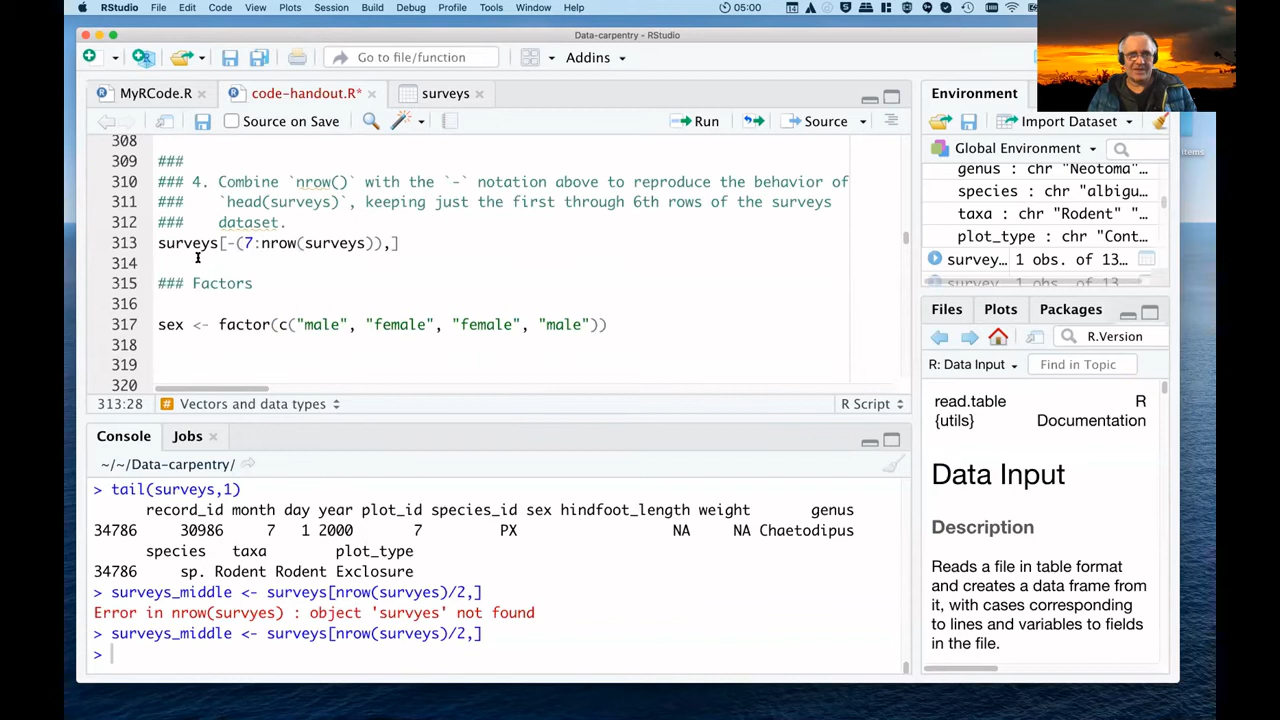 RStudio File Edit Code View Plots Session Build Debug Profile Tools Window Help 05:00
Data-carpentry - RStudio
Go to file/function Addins
MyRCode.R code-handout.R* surveys
Source on Save Run Source
308
309 ###
310 ### 4. Combine `nrow()` with the `-` notation above to reproduce the behavior of
311 ### `head(surveys)`, keeping just the first through 6th rows of the surveys
312 ### dataset.
313 surveys[-(7:nrow(surveys)),]
314
315 ### Factors
316
317 sex <- factor(c("male", "female", "female", "male"))
318
319
320
313:28 # Vectors and data types R Script
Console Jobs
~/~/Data-carpentry/
> tail(surveys,1)
record_id month day year plot_id species_id sex hindfoot_length weight genus
34786 30986 7 1 2000 NA NA Chaetodipus
species taxa plot_type
34786 sp. Rodent Rodent Exclosure
> surveys_middle <- surveys[nrow(survyes)/2,]
Error in nrow(survyes) : object 'survyes' not found
> surveys_middle <- surveys[nrow(surveys)/2,]
>
Environment
Import Dataset
Global Environment
genus : chr "Neotoma"…
species : chr "albigu…
taxa : chr "Rodent" "…
plot_type : chr "Cont…
survey… 1 obs. of 13…
Files Plots Packages
R.Version
R: Data Input Find in Topic
read.table R
{utils} Documentation
Data Input
Description
Reads a file in table format
and creates a data frame from
it, with cases corresponding
to lines and variables to fields
in the file.
items